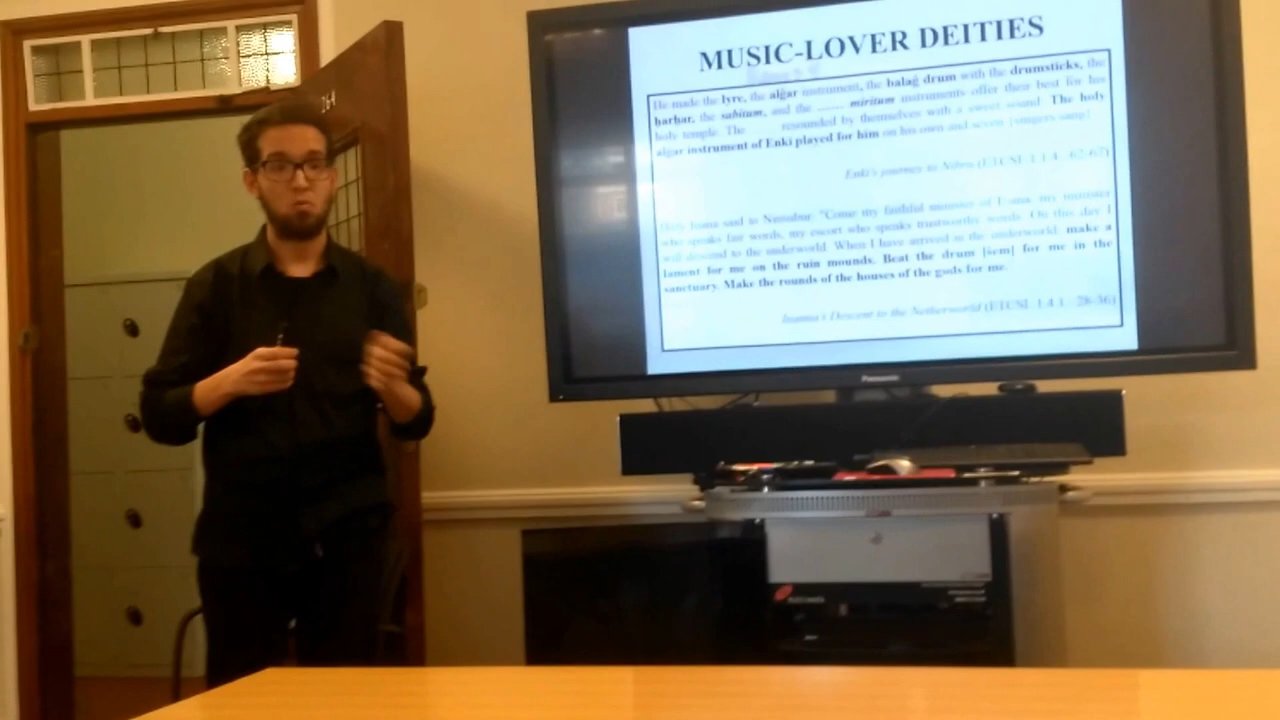 264
MUSIC-LOVER DEITIES
He made the lyre, the alĝar instrument, the balaĝ drum with the drumsticks, the
ḫarḫar, the sabitum, and the ...... miritum instruments offer their best for his
holy temple. The resounded by themselves with a sweet sound. The holy
alĝar instrument of Enki played for him on his own and seven [singers sang]
Enki's journey to Nibru (ETCSL 1.1.4: 62-67)
Holy Inana said to Ninšubur: "Come my faithful minister of E-ana, my minister
who speaks fair words, my escort who speaks trustworthy words. On this day I
will descend to the underworld. When I have arrived in the underworld, make a
lament for me on the ruin mounds. Beat the drum [šem] for me in the
sanctuary. Make the rounds of the houses of the gods for me.
Inanna's Descent to the Netherworld (ETCSL 1.4.1: 28-36)
Panasonic